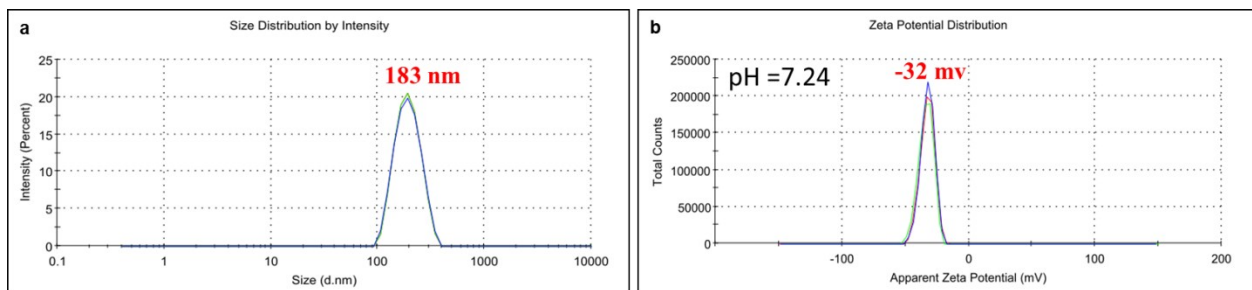 a
Size Distribution by Intensity
183 nm
Intensity (Percent)
25
20
15
10
5
0
0.1 1 10 100 1000 10000
Size (d.nm)
b
Zeta Potential Distribution
pH =7.24
-32 mv
Total Counts
250000
200000
150000
100000
50000
0
-100 0 100 200
Apparent Zeta Potential (mV)